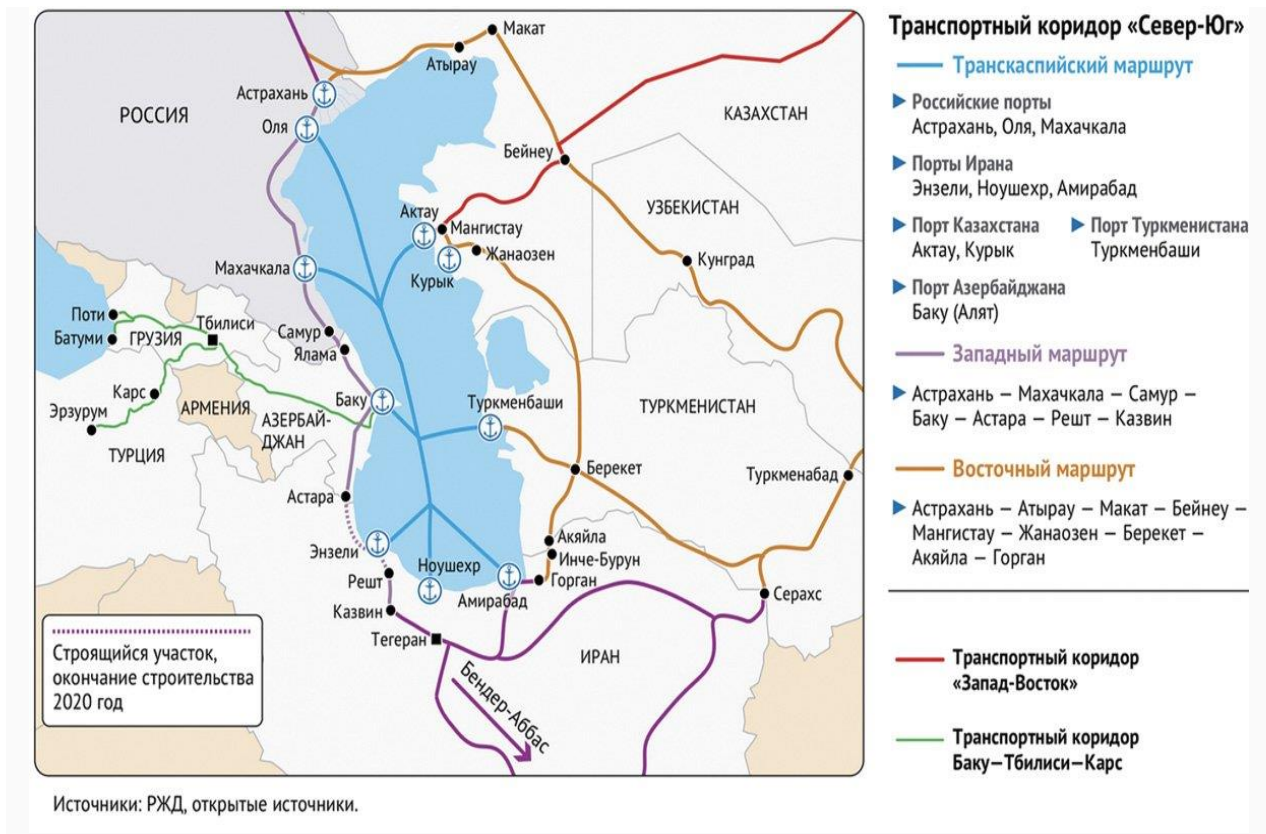 Макат
Атырау
Астрахань
РОССИЯ
Оля
КАЗАХСТАН
Бейнеу
УЗБЕКИСТАН
Актау
Мангистау
Жанаозен
Курык
Кунград
Махачкала
Поти
Тбилиси
Батуми
ГРУЗИЯ
Самур
Ялама
Карс
АРМЕНИЯ
Баку
Туркменбаши
ТУРКМЕНИСТАН
Эрзурум
АЗЕРБАЙ-
ДЖАН
ТУРЦИЯ
Берекет
Туркменабад
Астара
Акяйла
Энзели
Инче-Бурун
Ноушехр
Решт
Горган
Амирабад
Серахс
Казвин
Тегеран
ИРАН
Бендер-Аббас
Строящийся участок,
окончание строительства
2020 год
Транспортный коридор «Север-Юг»
Транскаспийский маршрут
Российские порты
Астрахань, Оля, Махачкала
Порты Ирана
Энзели, Ноушехр, Амирабад
Порт Казахстана
Актау, Курык
Порт Туркменистана
Туркменбаши
Порт Азербайджана
Баку (Алят)
Западный маршрут
Астрахань — Махачкала — Самур —
Баку — Астара — Решт — Казвин
Восточный маршрут
Астрахань — Атырау — Макат — Бейнеу —
Мангистау — Жанаозен — Берекет —
Акяйла — Горган
Транспортный коридор
«Запад-Восток»
Транспортный коридор
Баку—Тбилиси—Карс
Источники: РЖД, открытые источники.